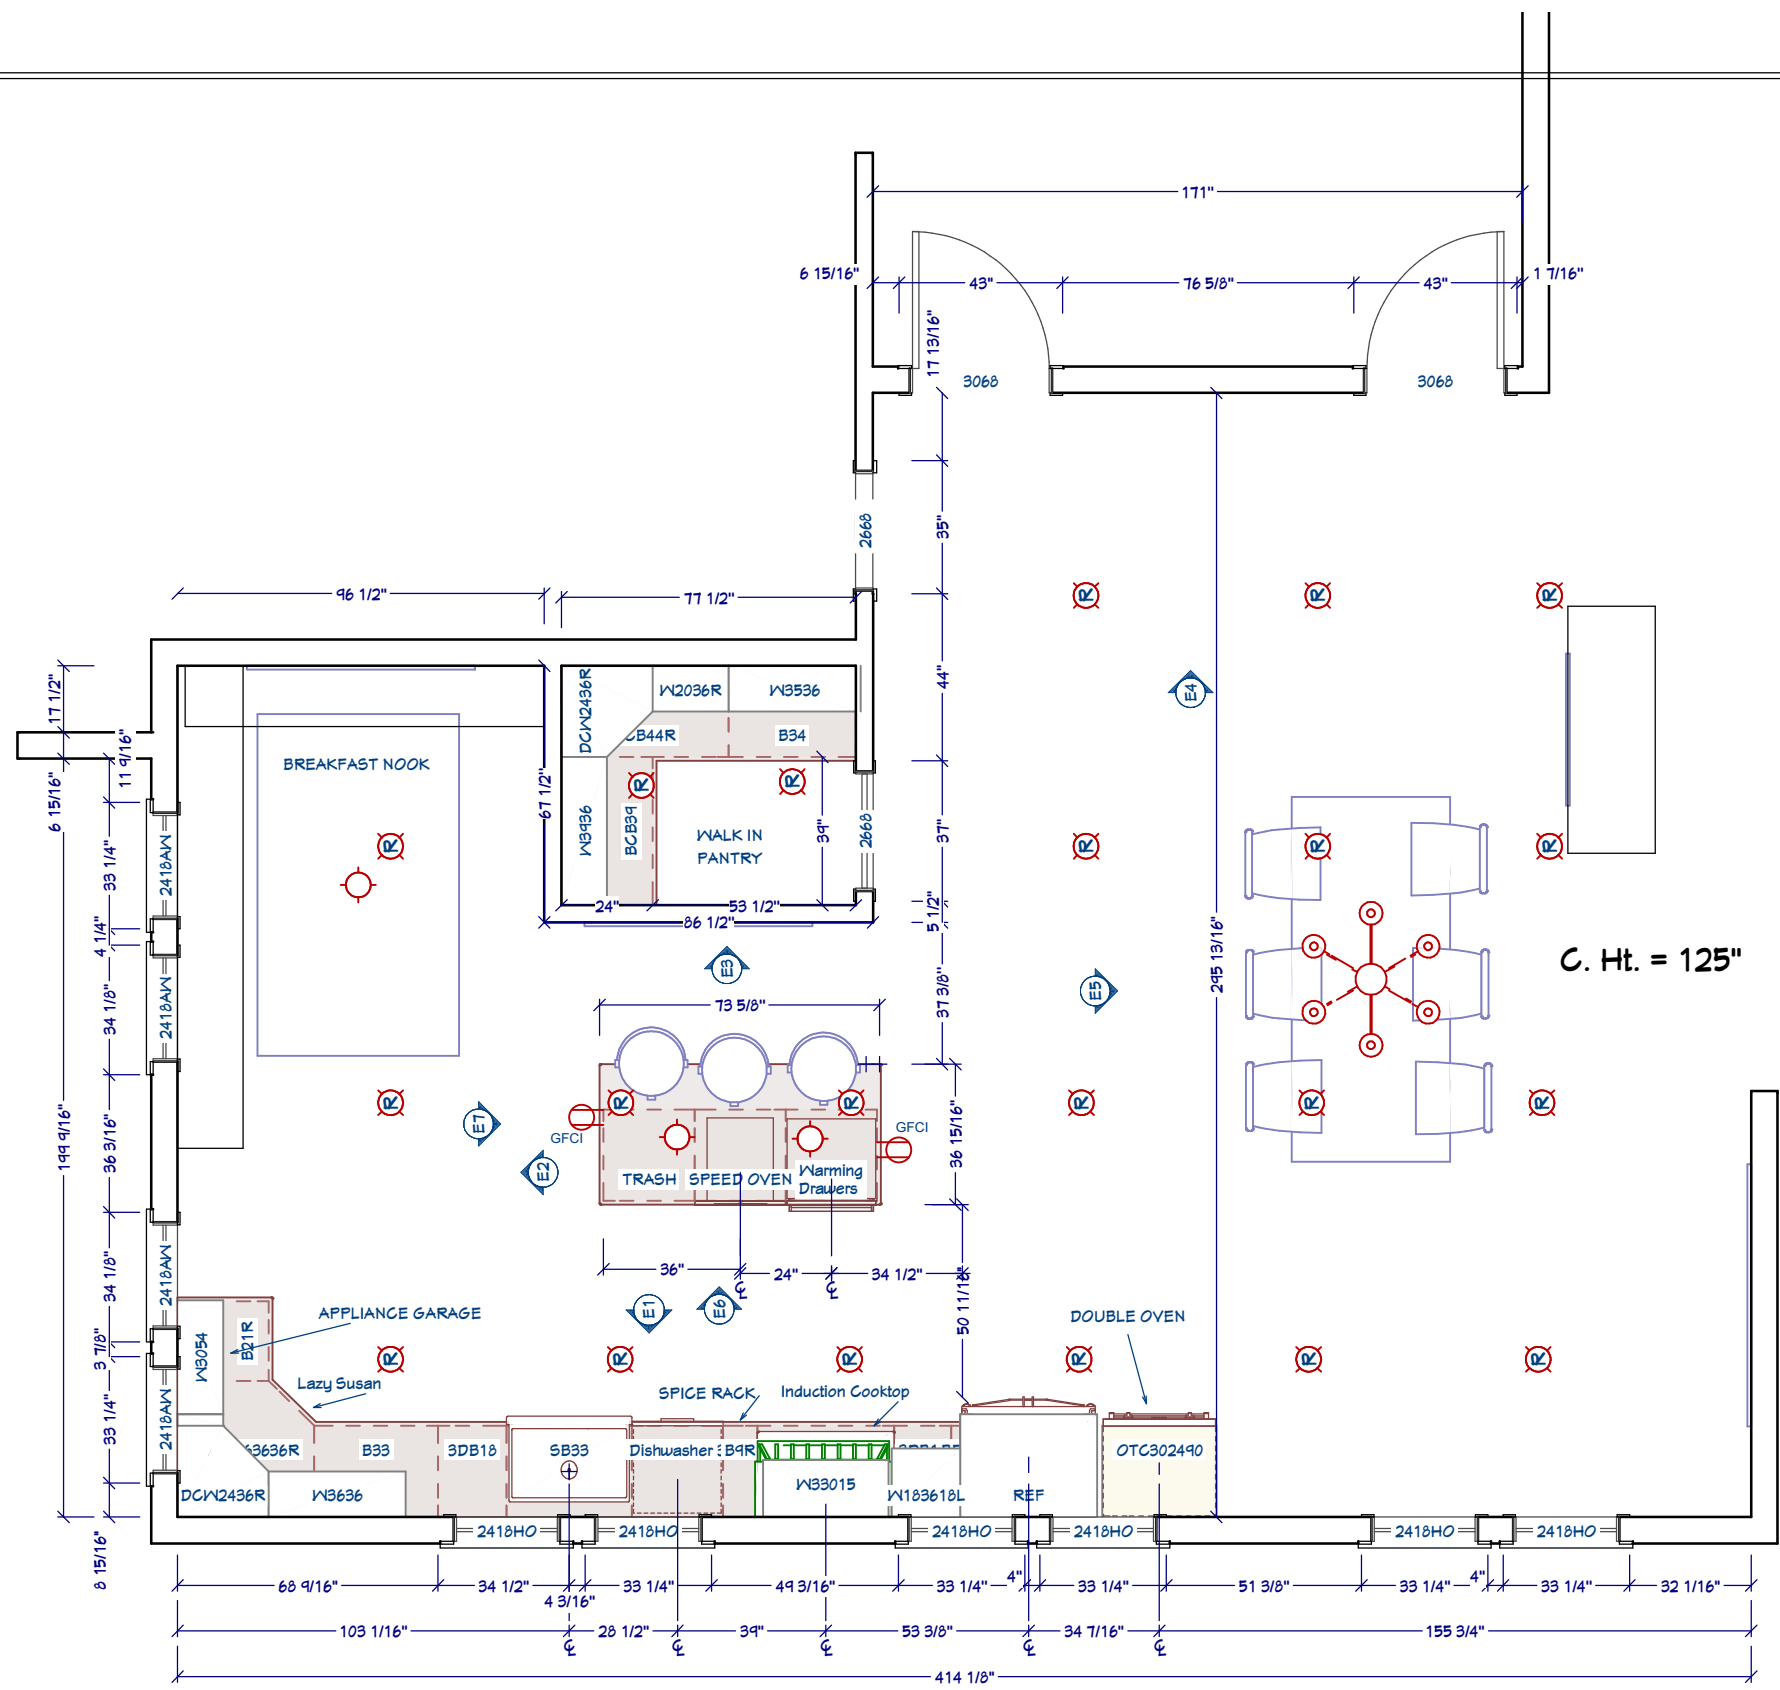 171"
6 15/16"
43"
76 5/8"
43"
1 7/16"
17 13/16"
3068
3068
2668
35"
96 1/2"
77 1/2"
R
R
R
17 1/2"
DCW2436R
W2036R
W3536
44"
E4
CB44R
B34
11 9/16"
BREAKFAST NOOK
6 15/16"
67 1/2"
R
R
W3936
BCB39
WALK IN
PANTRY
39"
2668
37"
R
R
R
R
33 1/4"
2418AW
24"
53 1/2"
86 1/2"
5 1/2"
4 1/4"
295 13/16"
C. Ht. = 125"
E3
E5
34 1/8"
2418AW
73 5/8"
37 3/8"
R
R
R
R
R
R
199 9/16"
36 3/16"
E7
GFCI
GFCI
36 15/16"
E2
TRASH
SPEED OVEN
Warming
Drawers
34 1/8"
2418AW
36"
24"
34 1/2"
50 11/16"
℄
℄
E1
E6
APPLIANCE GARAGE
DOUBLE OVEN
3 7/8"
W3054
B21R
R
R
R
R
R
R
Lazy Susan
SPICE RACK
Induction Cooktop
33 1/4"
2418AW
3636R
B33
3DB18
SB33
Dishwasher
B9R
OTC302490
DCW2436R
W3636
W33015
W183618L
REF
2418HO
2418HO
2418HO
2418HO
2418HO
2418HO
8 15/16"
68 9/16"
34 1/2"
4 3/16"
33 1/4"
49 3/16"
33 1/4"
4"
33 1/4"
51 3/8"
33 1/4"
4"
33 1/4"
32 1/16"
103 1/16"
28 1/2"
39"
53 3/8"
34 7/16"
155 3/4"
℄
℄
℄
℄
℄
414 1/8"